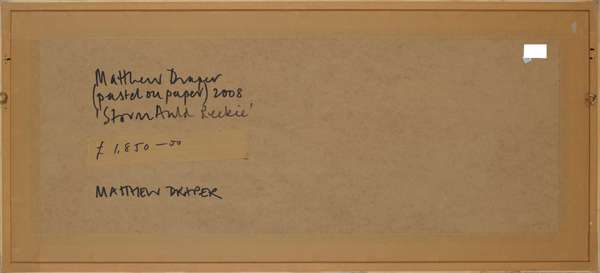 Matthew Draper
(pastel on paper) 2008
'Storm Auld Reekie'
£ 1,850-00
MATTHEW DRAPER